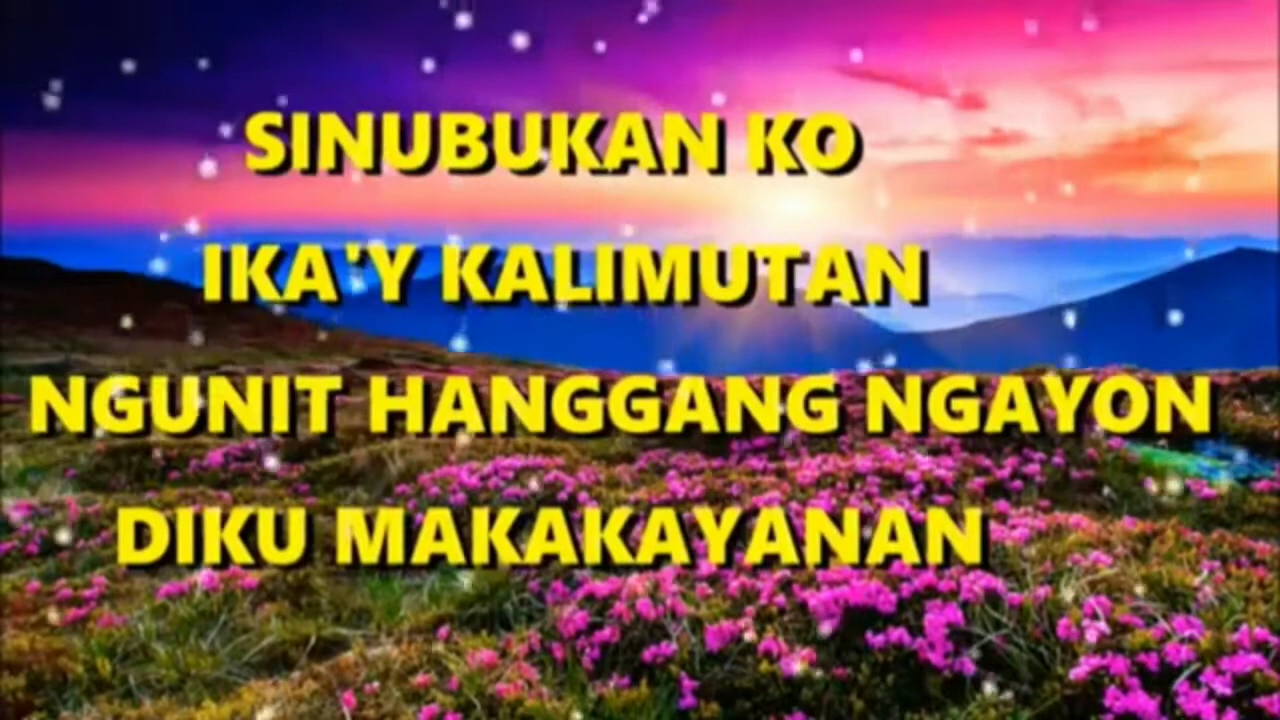 SINUBUKAN KO
IKA'Y KALIMUTAN
NGUNIT HANGGANG NGAYON
DIKU MAKAKAYANAN